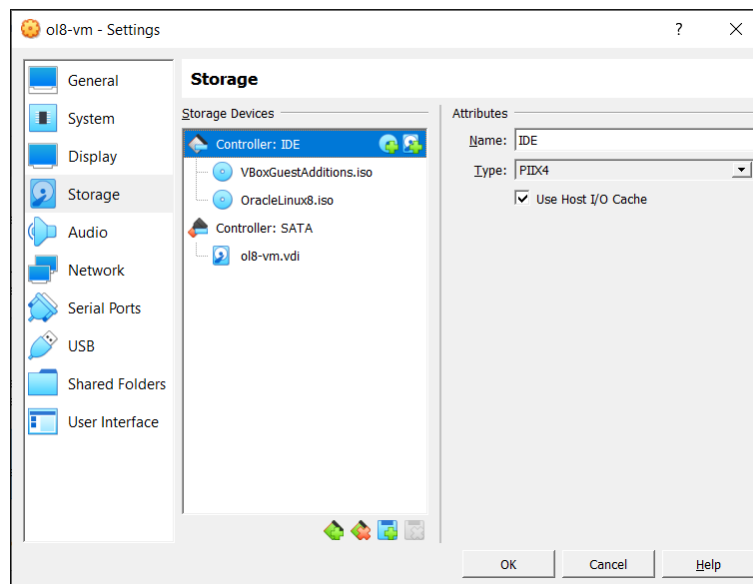 ol8-vm - Settings
?
General
System
Display
Storage
Audio
Network
Serial Ports
USB
Shared Folders
User Interface
Storage
Storage Devices
Controller: IDE
VBoxGuestAdditions.iso
OracleLinux8.iso
Controller: SATA
ol8-vm.vdi
Attributes
Name: IDE
Type: PIIX4
Use Host I/O Cache
OK Cancel Help